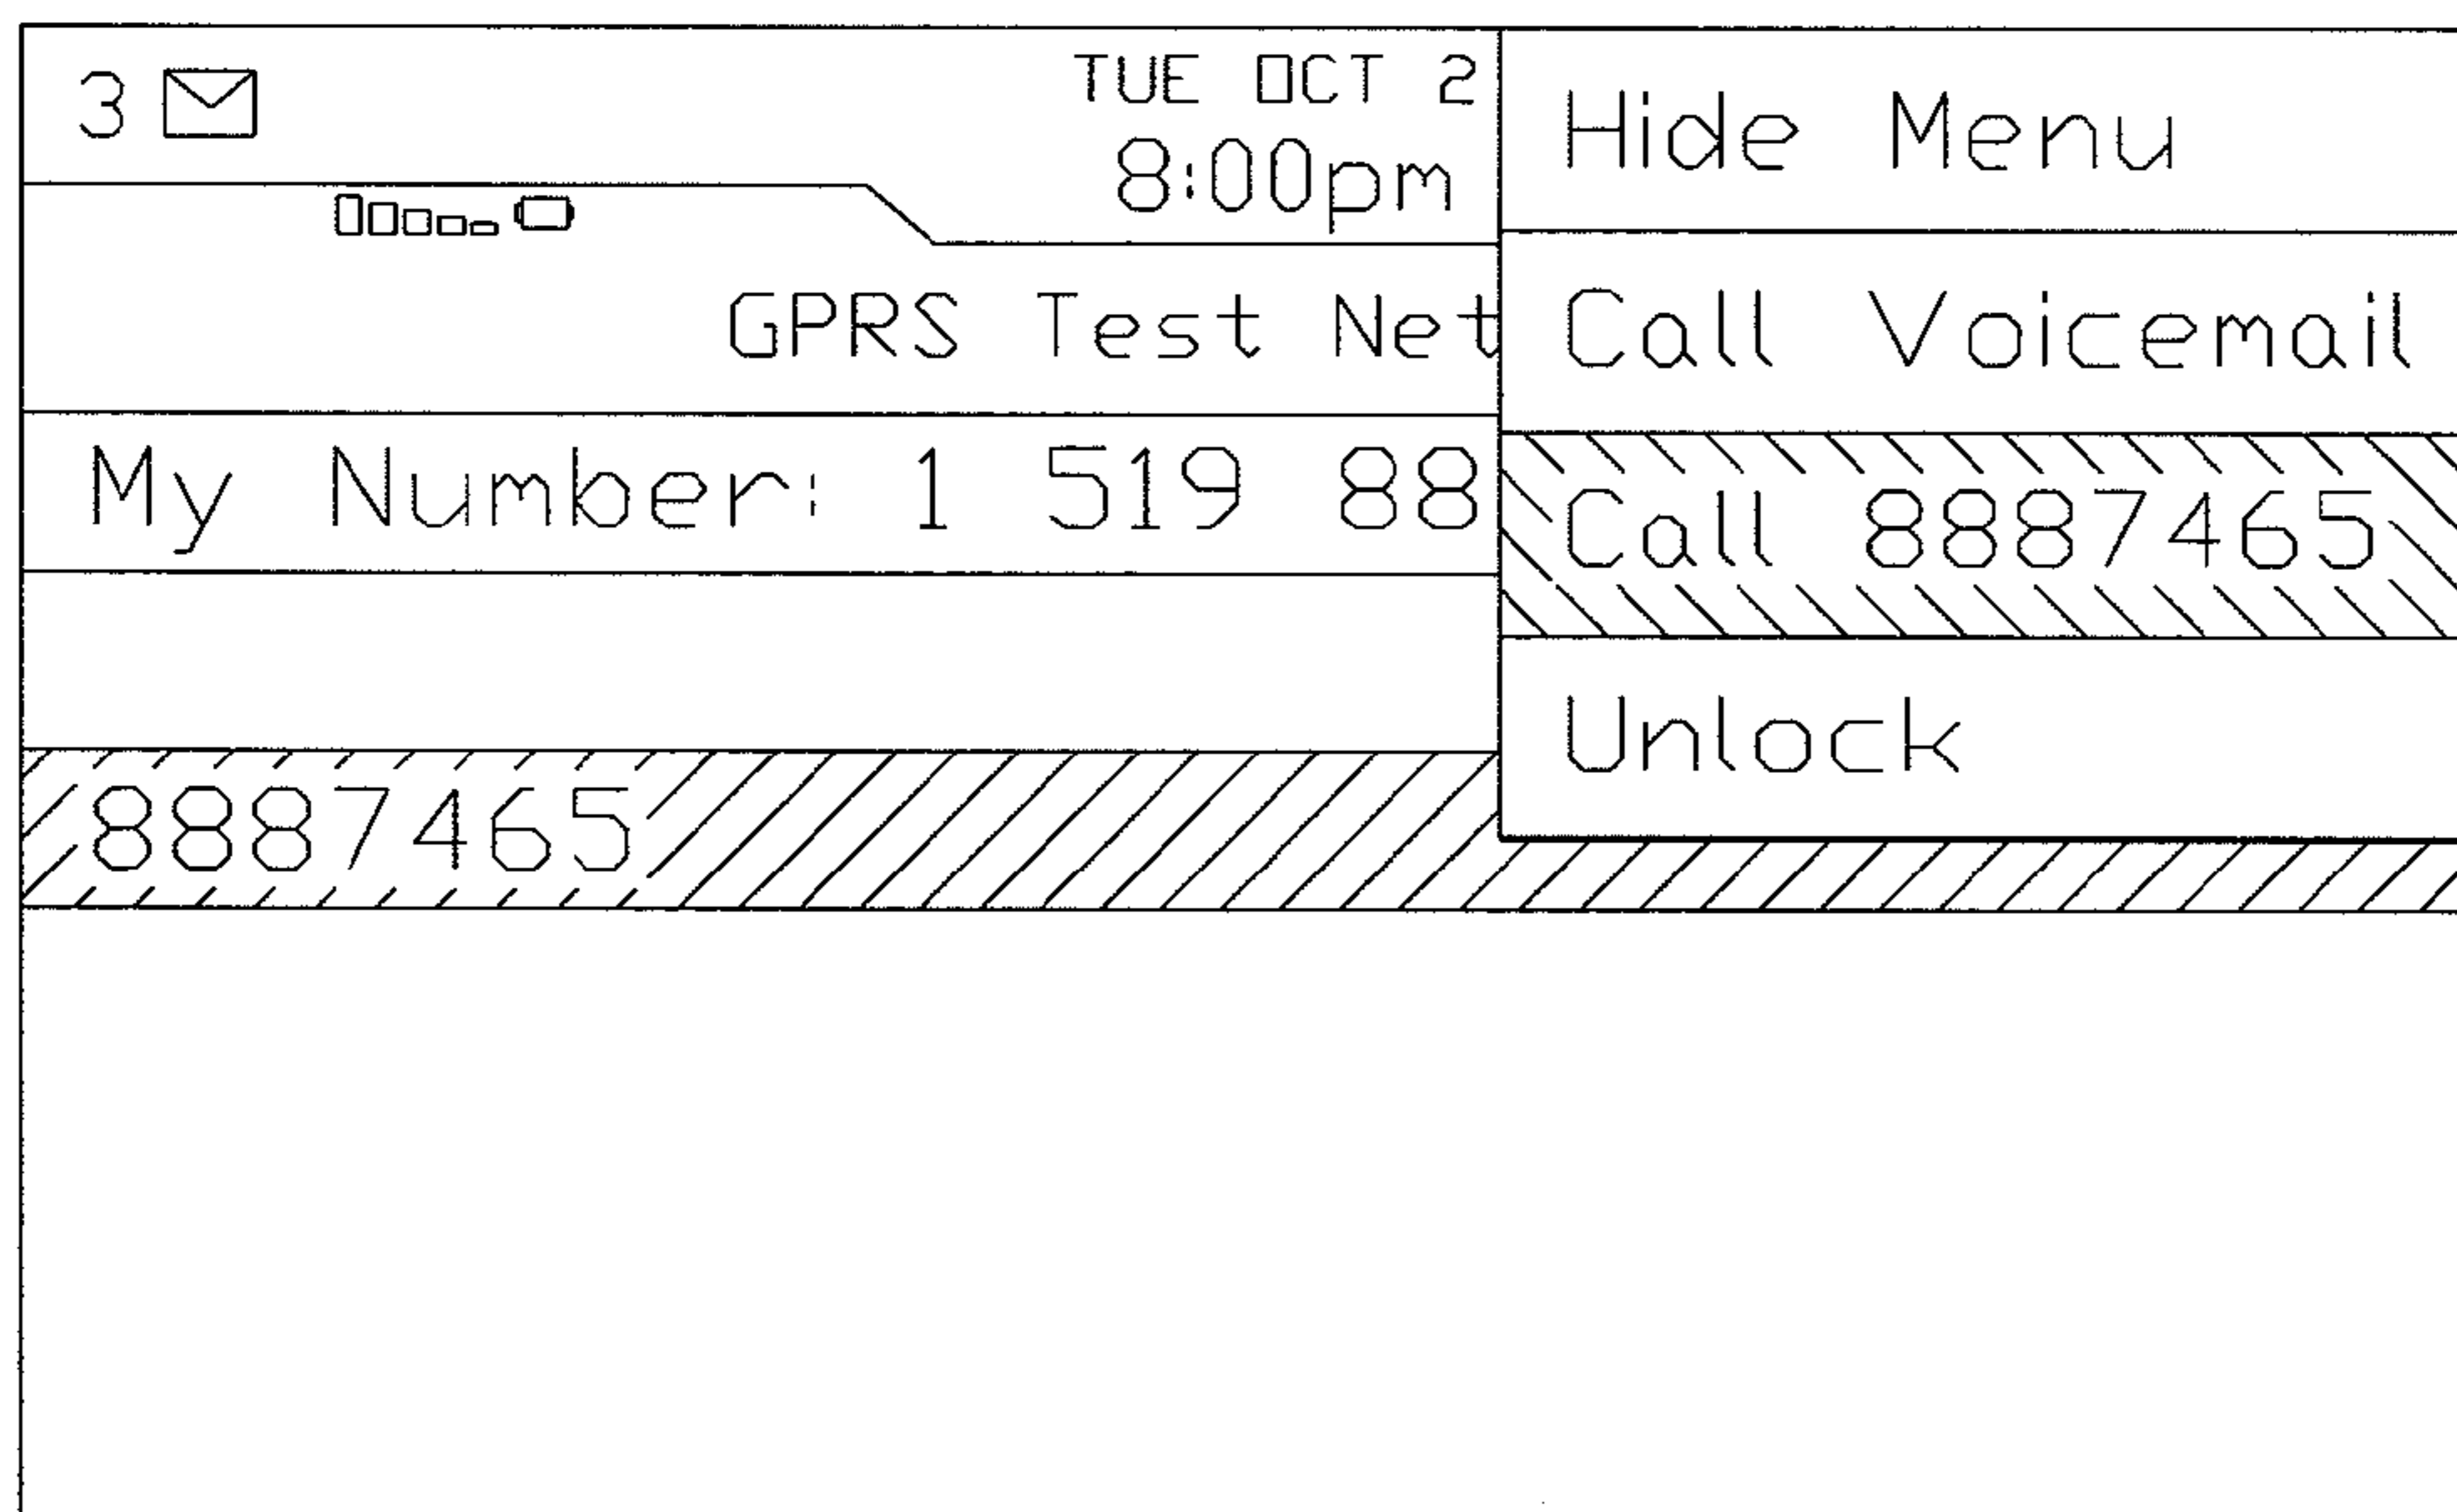 3
TUE OCT 2
8:00pm
GPRS Test Net
My Number: 1 519 88
8887465
Hide Menu
Call Voicemail
Call 8887465
Unlock